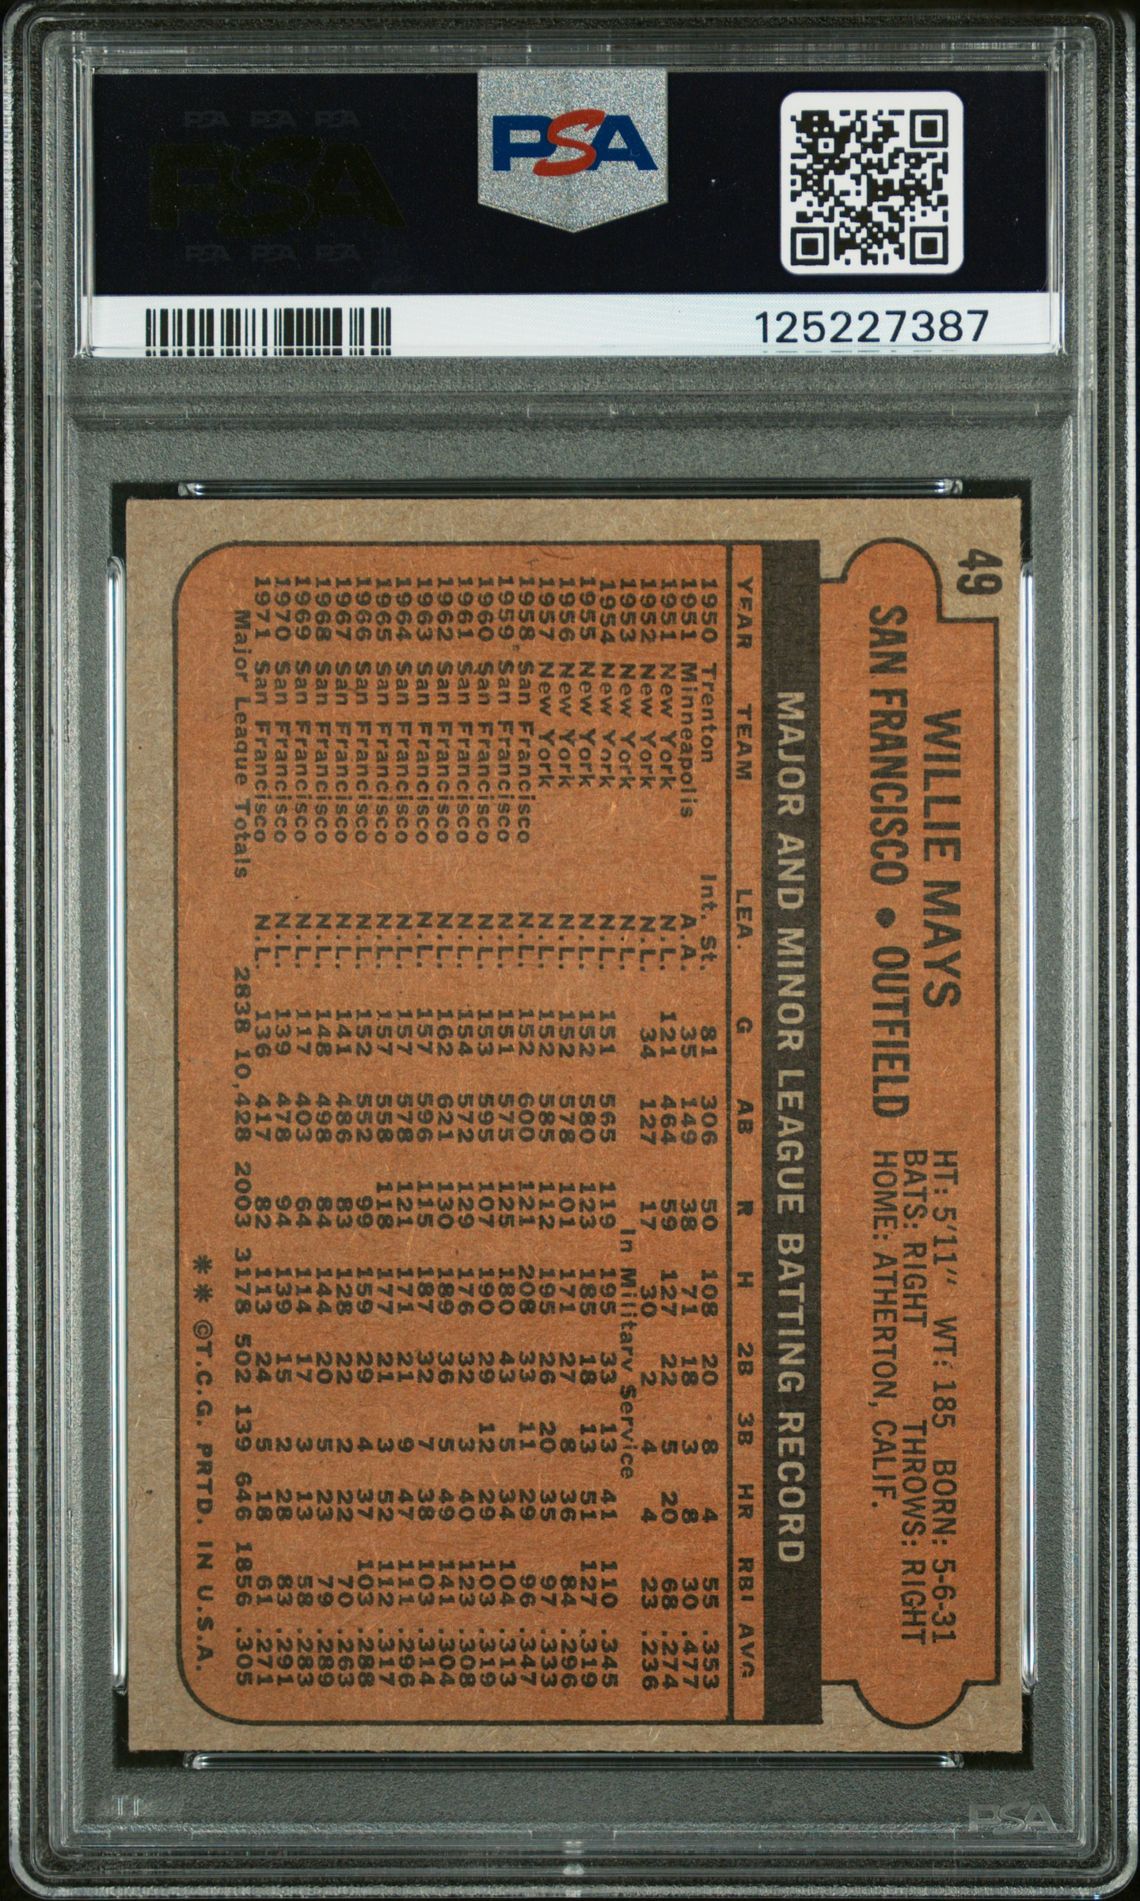 PSA PSA PSA
PSA
PSA PSA PSA
PSA
125227387
49
WILLIE MAYS
SAN FRANCISCO • OUTFIELD
HT: 5'11" WT: 185 BORN: 5-6-31
BATS: RIGHT THROWS: RIGHT
HOME: ATHERTON, CALIF.
MAJOR AND MINOR LEAGUE BATTING RECORD
YEAR TEAM LEA. G AB R H 2B 3B HR RBI AVG
1950 Trenton Int. St. 81 306 50 108 20 8 4 55 .353
1951 Minneapolis A.A. 35 149 38 71 18 3 8 30 .477
1951 New York N.L. 121 464 59 127 22 5 20 68 .274
1952 New York N.L. 34 127 17 30 2 4 4 23 .236
1953 New York N.L. In Military Service
1954 New York N.L. 151 565 119 195 33 13 41 110 .345
1955 New York N.L. 152 580 123 185 18 13 51 127 .319
1956 New York N.L. 152 578 101 171 27 8 36 84 .296
1957 New York N.L. 152 585 112 195 26 20 35 97 .333
1958 San Francisco N.L. 152 600 121 208 33 11 29 96 .347
1959 San Francisco N.L. 151 575 125 180 43 5 34 104 .313
1960 San Francisco N.L. 153 595 107 190 29 12 29 103 .319
1961 San Francisco N.L. 154 572 129 176 32 3 40 123 .308
1962 San Francisco N.L. 162 621 130 189 36 5 49 141 .304
1963 San Francisco N.L. 157 596 115 187 32 7 38 103 .314
1964 San Francisco N.L. 157 578 121 171 21 9 47 111 .296
1965 San Francisco N.L. 157 558 118 177 21 3 52 112 .317
1966 San Francisco N.L. 152 552 99 159 29 4 37 103 .288
1967 San Francisco N.L. 141 486 83 128 22 2 22 70 .263
1968 San Francisco N.L. 148 498 84 144 20 5 23 79 .289
1969 San Francisco N.L. 117 403 64 114 17 3 13 58 .283
1970 San Francisco N.L. 139 478 94 139 15 2 28 83 .291
1971 San Francisco N.L. 136 417 82 113 24 5 18 61 .271
Major League Totals 2838 10,428 2003 3178 502 139 646 1856 .305
** ©T.C.G. PRTD. IN U.S.A.
PSA